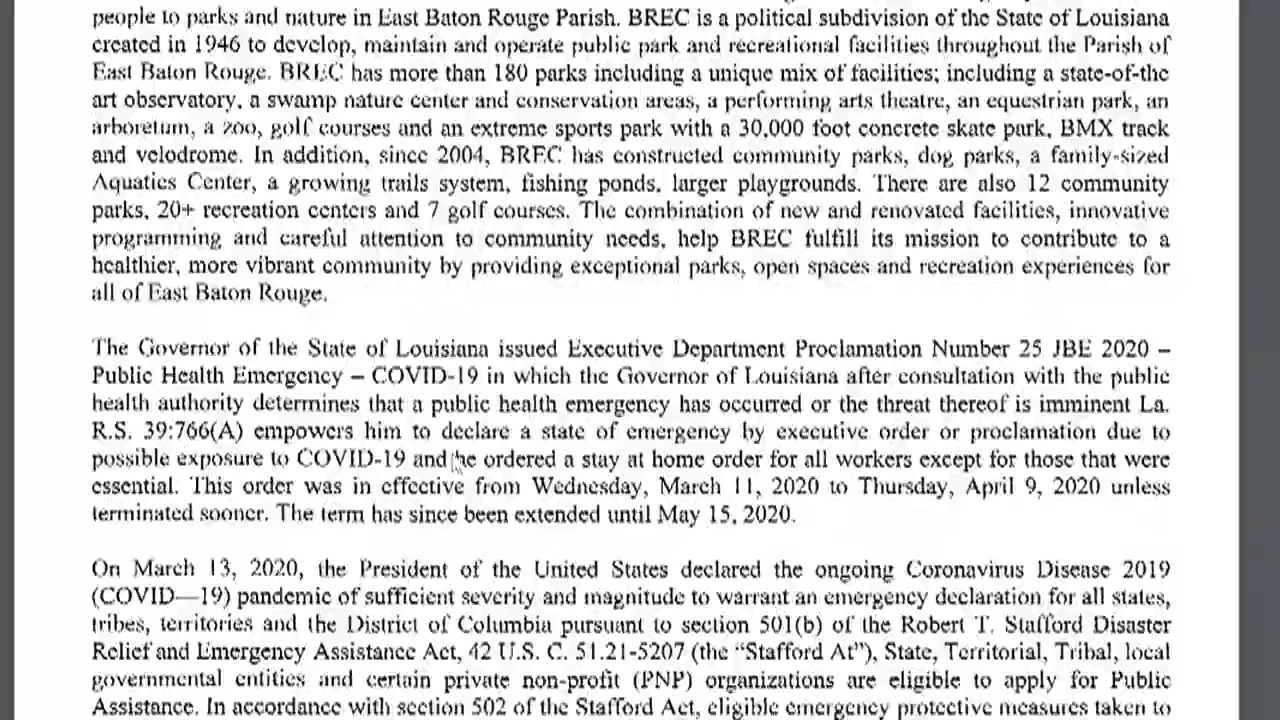 people to parks and nature in East Baton Rouge Parish. BREC is a political subdivision of the State of Louisiana
created in 1946 to develop, maintain and operate public park and recreational facilities throughout the Parish of
East Baton Rouge. BREC has more than 180 parks including a unique mix of facilities; including a state-of-the
art observatory, a swamp nature center and conservation areas, a performing arts theatre, an equestrian park, an
arboretum, a zoo, golf courses and an extreme sports park with a 30,000 foot concrete skate park, BMX track
and velodrome. In addition, since 2004, BREC has constructed community parks, dog parks, a family-sized
Aquatics Center, a growing trails system, fishing ponds, larger playgrounds. There are also 12 community
parks, 20+ recreation centers and 7 golf courses. The combination of new and renovated facilities, innovative
programming and careful attention to community needs, help BREC fulfill its mission to contribute to a
healthier, more vibrant community by providing exceptional parks, open spaces and recreation experiences for
all of East Baton Rouge.
The Governor of the State of Louisiana issued Executive Department Proclamation Number 25 JBE 2020 –
Public Health Emergency – COVID-19 in which the Governor of Louisiana after consultation with the public
health authority determines that a public health emergency has occurred or the threat thereof is imminent La.
R.S. 39:766(A) empowers him to declare a state of emergency by executive order or proclamation due to
possible exposure to COVID-19 and he ordered a stay at home order for all workers except for those that were
essential. This order was in effective from Wednesday, March 11, 2020 to Thursday, April 9, 2020 unless
terminated sooner. The term has since been extended until May 15, 2020.
On March 13, 2020, the President of the United States declared the ongoing Coronavirus Disease 2019
(COVID—19) pandemic of sufficient severity and magnitude to warrant an emergency declaration for all states,
tribes, territories and the District of Columbia pursuant to section 501(b) of the Robert T. Stafford Disaster
Relief and Emergency Assistance Act, 42 U.S. C. 51.21-5207 (the “Stafford At”), State, Territorial, Tribal, local
governmental entities and certain private non-profit (PNP) organizations are eligible to apply for Public
Assistance. In accordance with section 502 of the Stafford Act, eligible emergency protective measures taken to